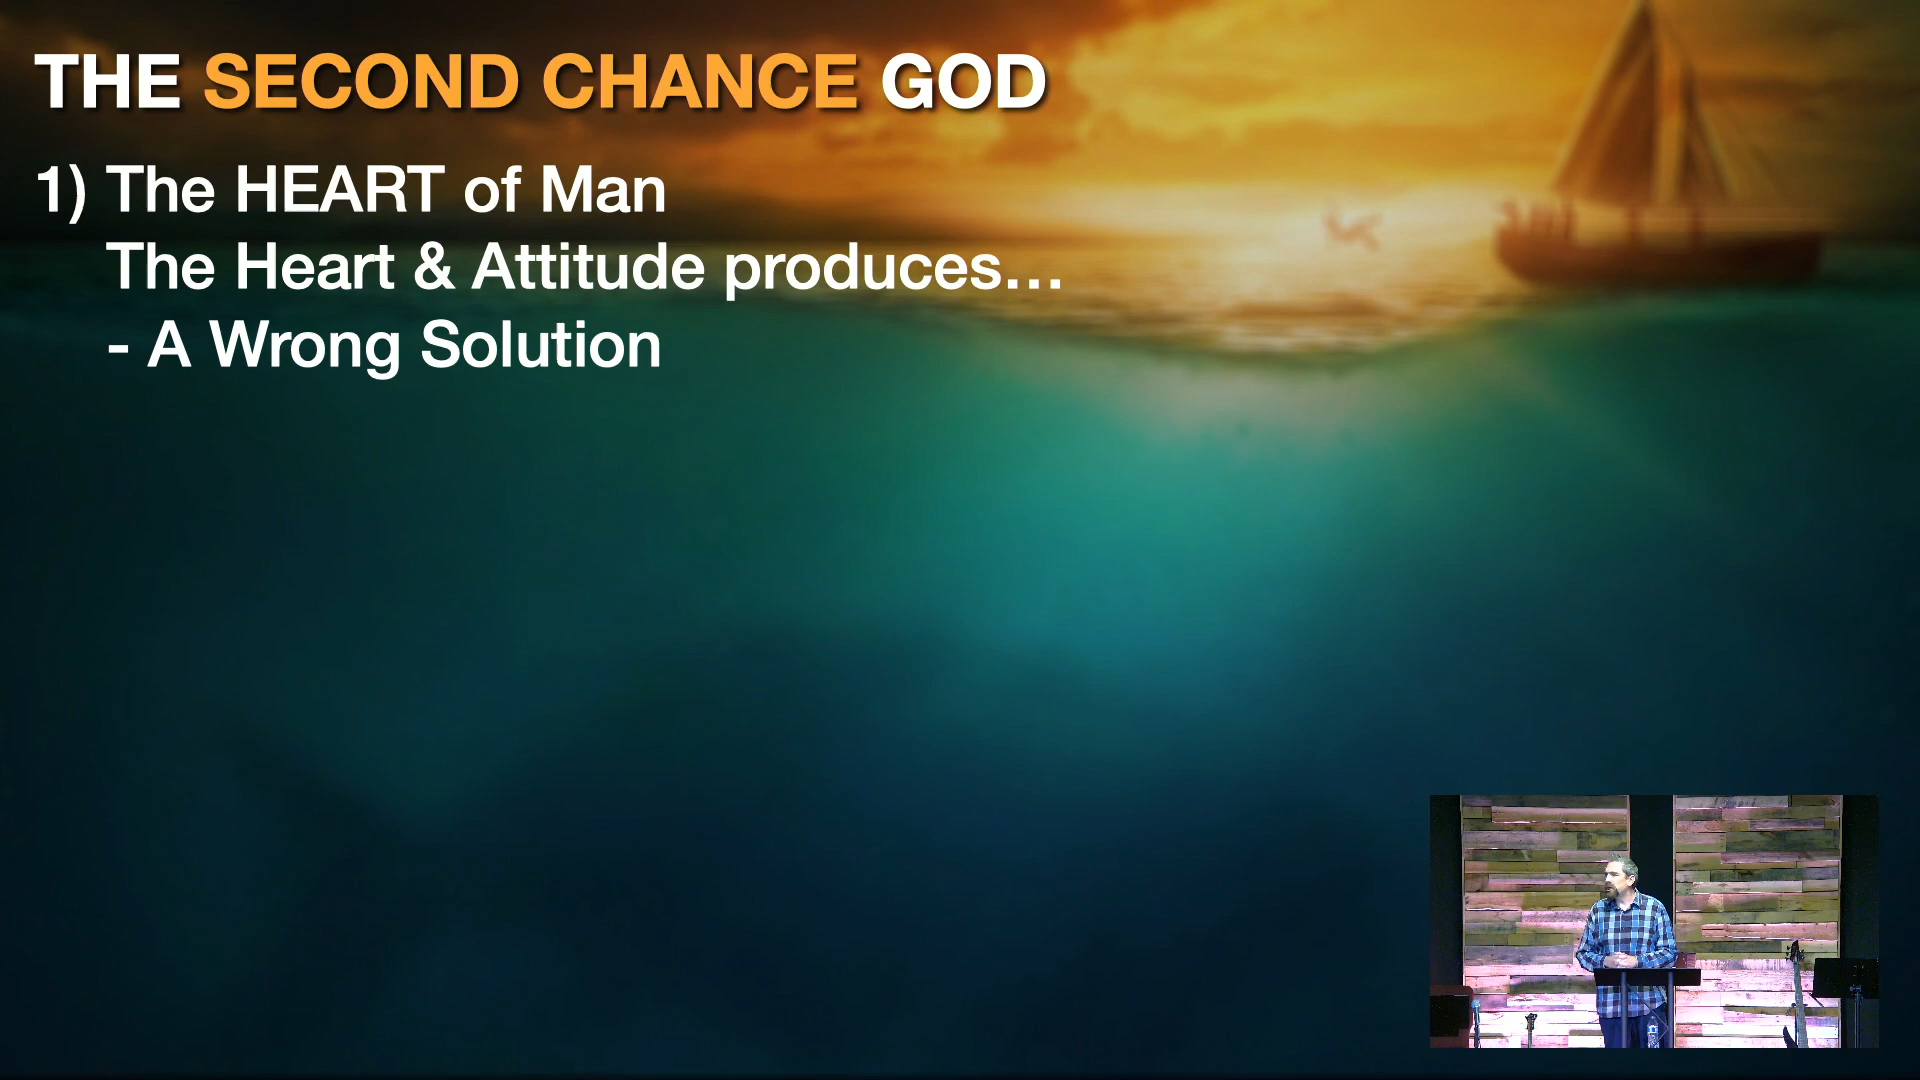 THE SECOND CHANCE GOD
1) The HEART of Man
The Heart & Attitude produces...
- A Wrong Solution